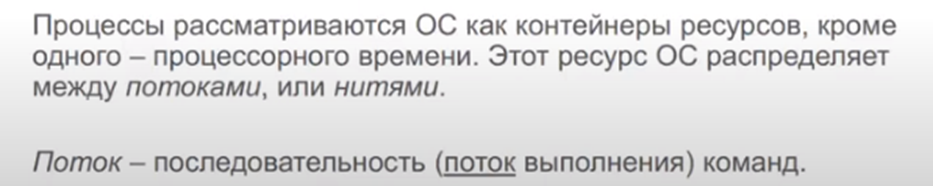 Процессы рассматриваются ОС как контейнеры ресурсов, кроме
одного – процессорного времени. Этот ресурс ОС распределяет
между потоками, или нитями.
Поток – последовательность (поток выполнения) команд.